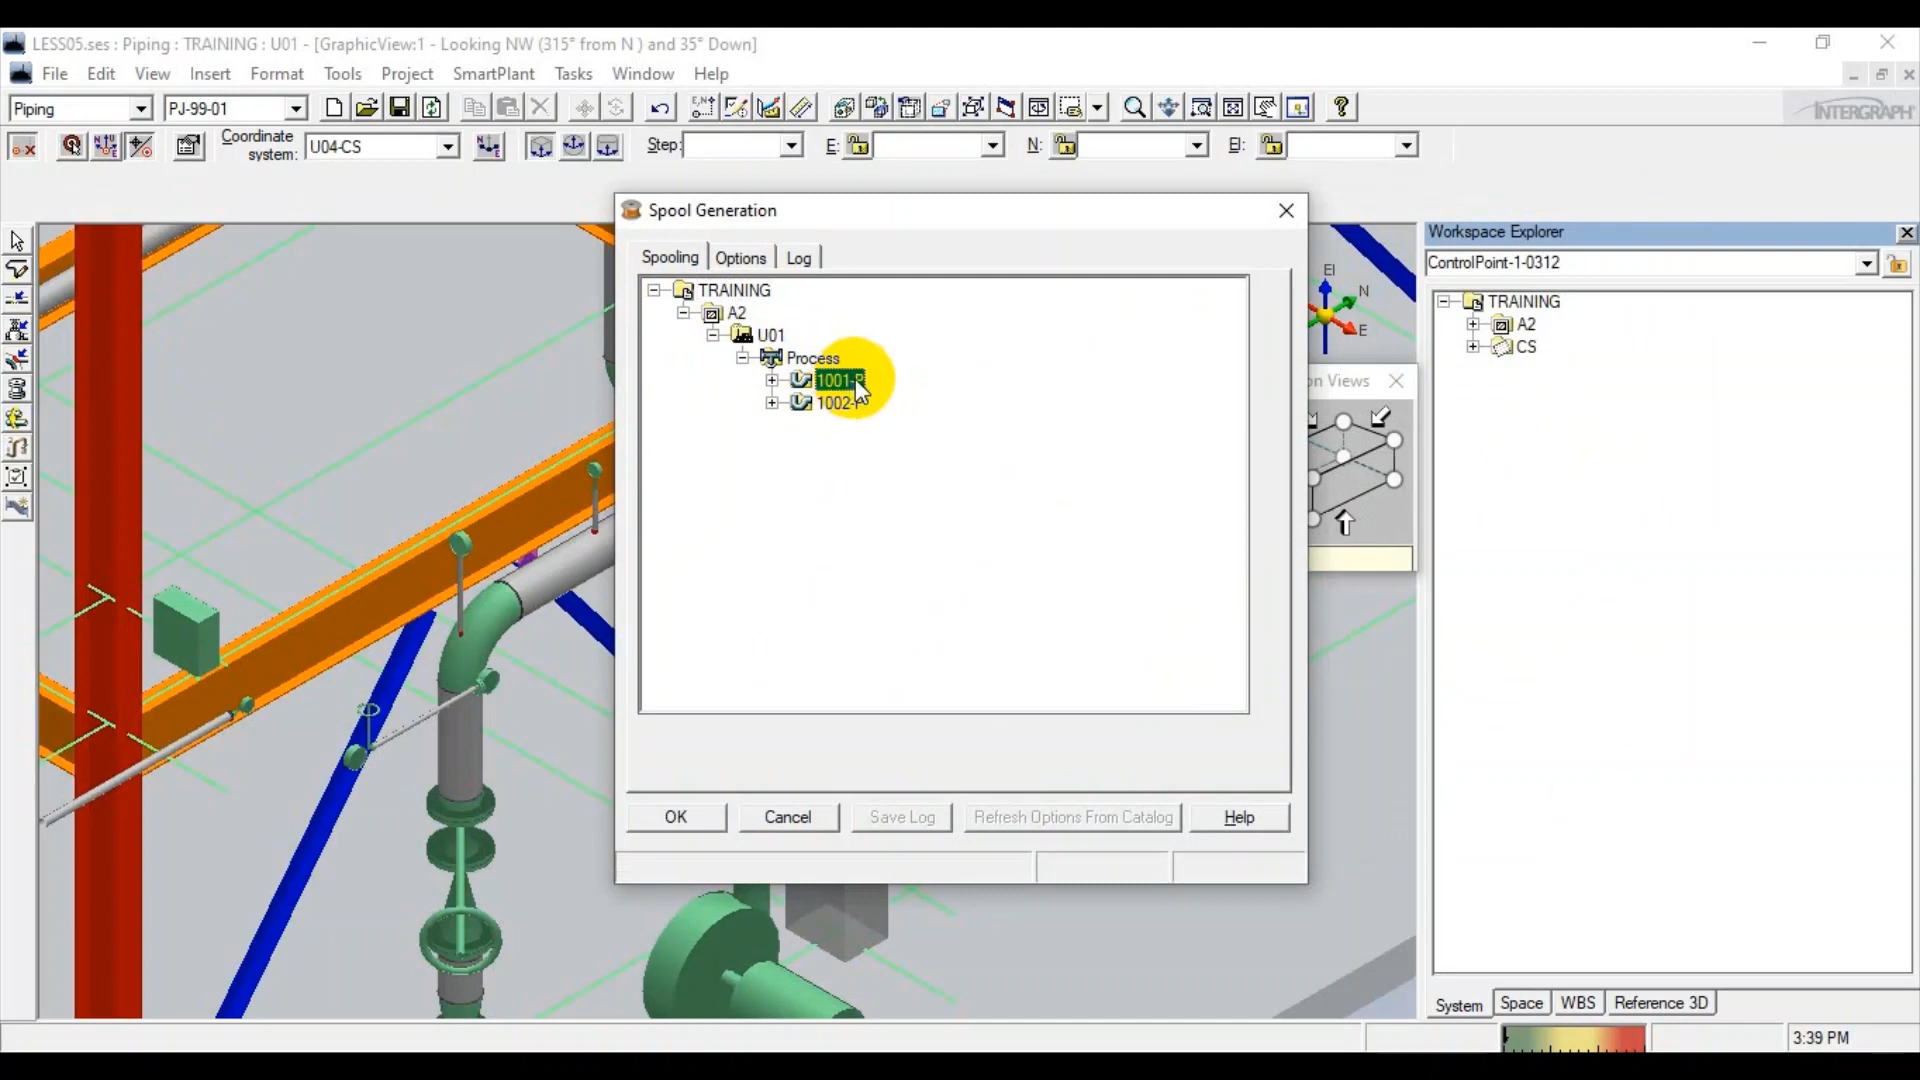 LESS05.ses : Piping : TRAINING : U01 - [GraphicView:1 - Looking NW (315° from N ) and 35° Down]
File Edit View Insert Format Tools Project SmartPlant Tasks Window Help
Piping PJ-99-01 INTERGRAPH
Coordinate system: U04-CS Step: E: N: El:
Spool Generation
Spooling Options Log
TRAINING
A2
U01
Process
1001-P
1002-P
OK Cancel Save Log Refresh Options From Catalog Help
El
N
E
on Views
Workspace Explorer
ControlPoint-1-0312
TRAINING
A2
CS
System Space WBS Reference 3D
3:39 PM